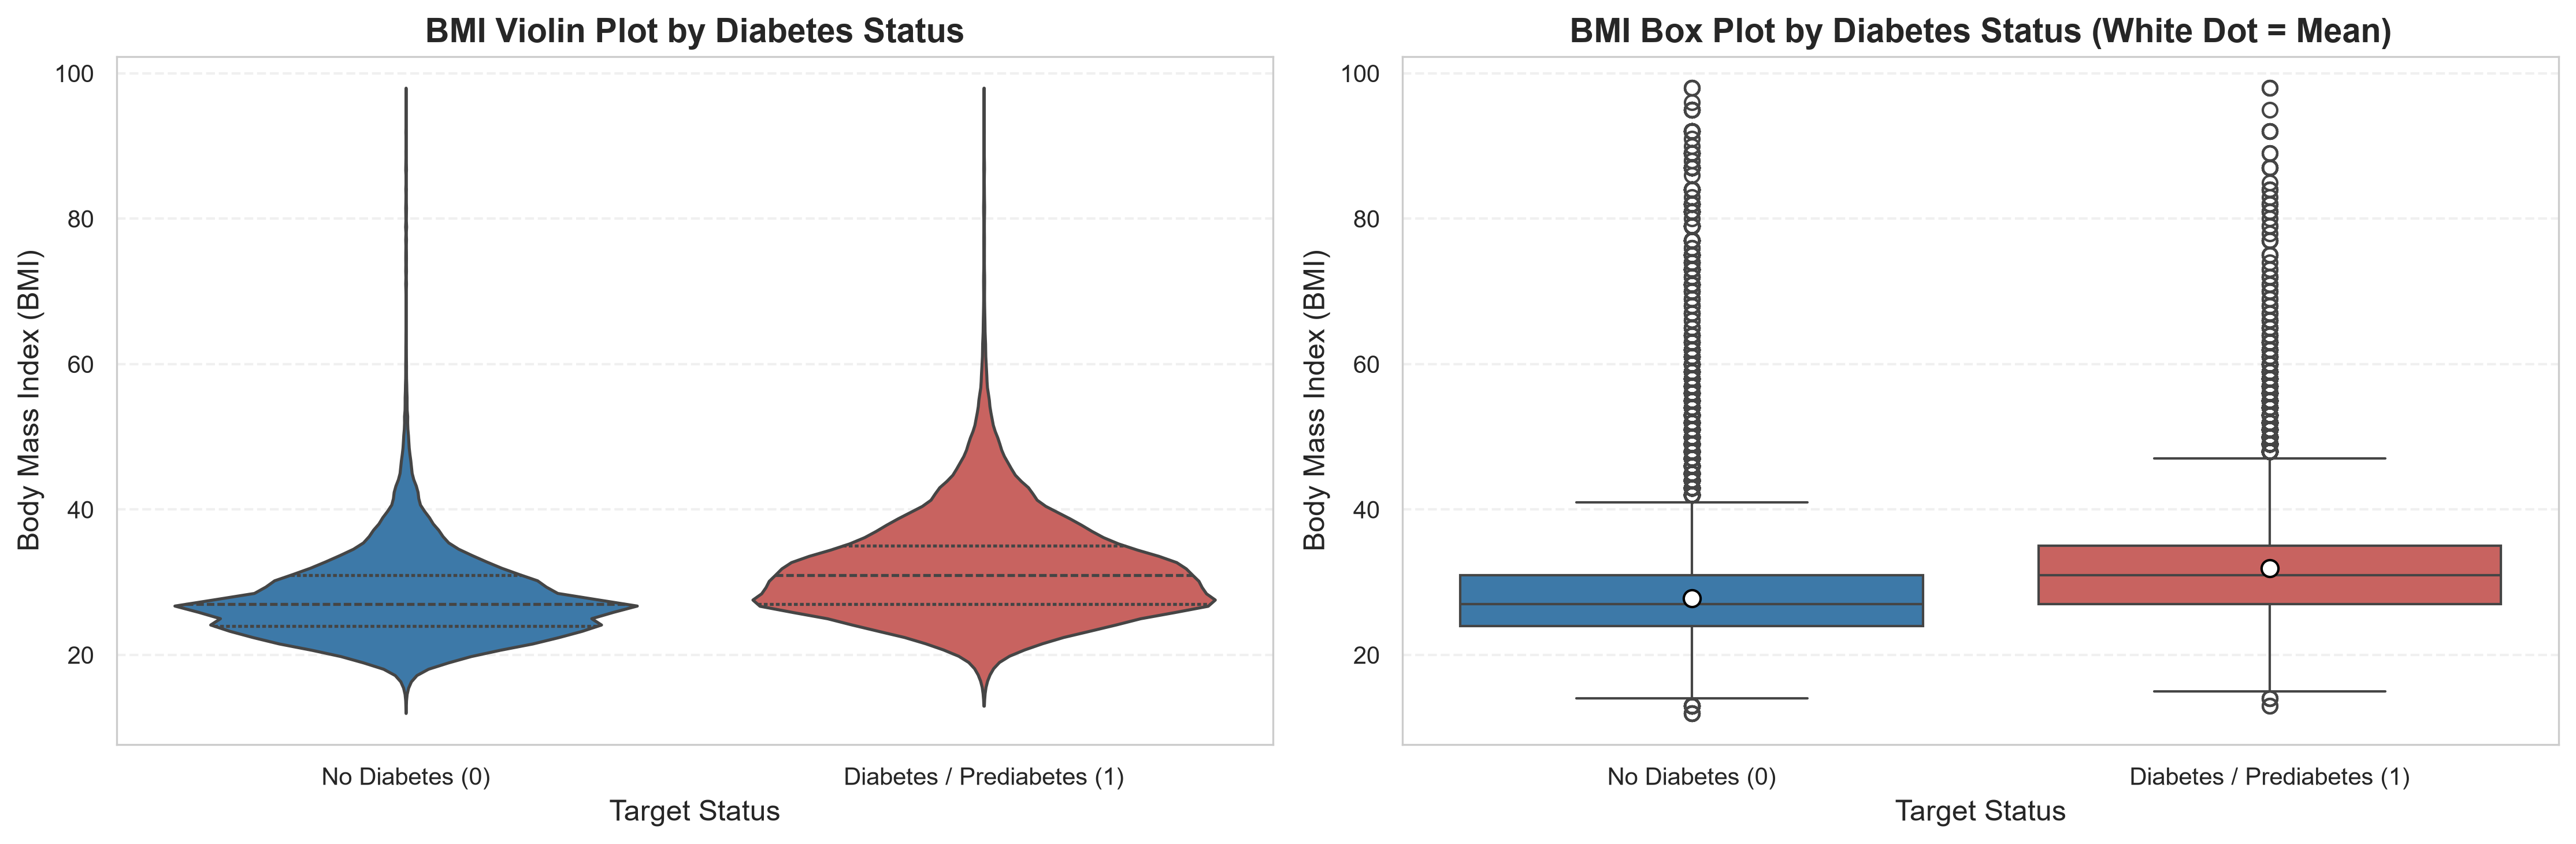 BMI Violin Plot by Diabetes Status
100
80
60
40
20
Body Mass Index (BMI)
No Diabetes (0)
Diabetes / Prediabetes (1)
Target Status
BMI Box Plot by Diabetes Status (White Dot = Mean)
100
80
60
40
20
Body Mass Index (BMI)
No Diabetes (0)
Diabetes / Prediabetes (1)
Target Status